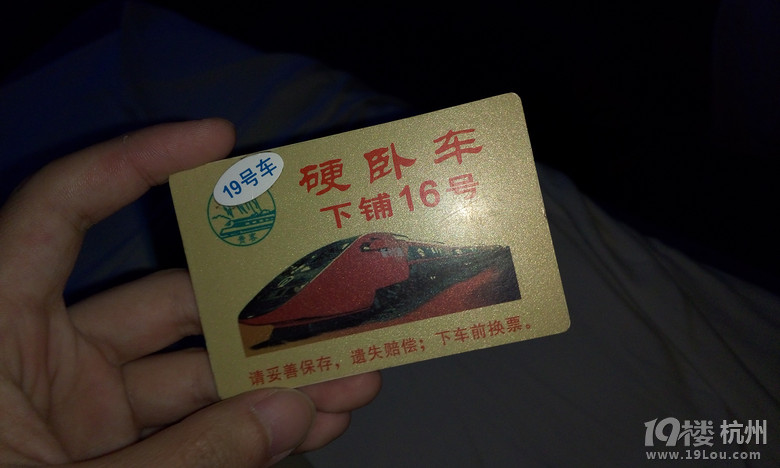 19号车
硬卧车
下铺16号
请妥善保存，遗失赔偿；下车前换票。
19楼 杭州
www.19Lou.com